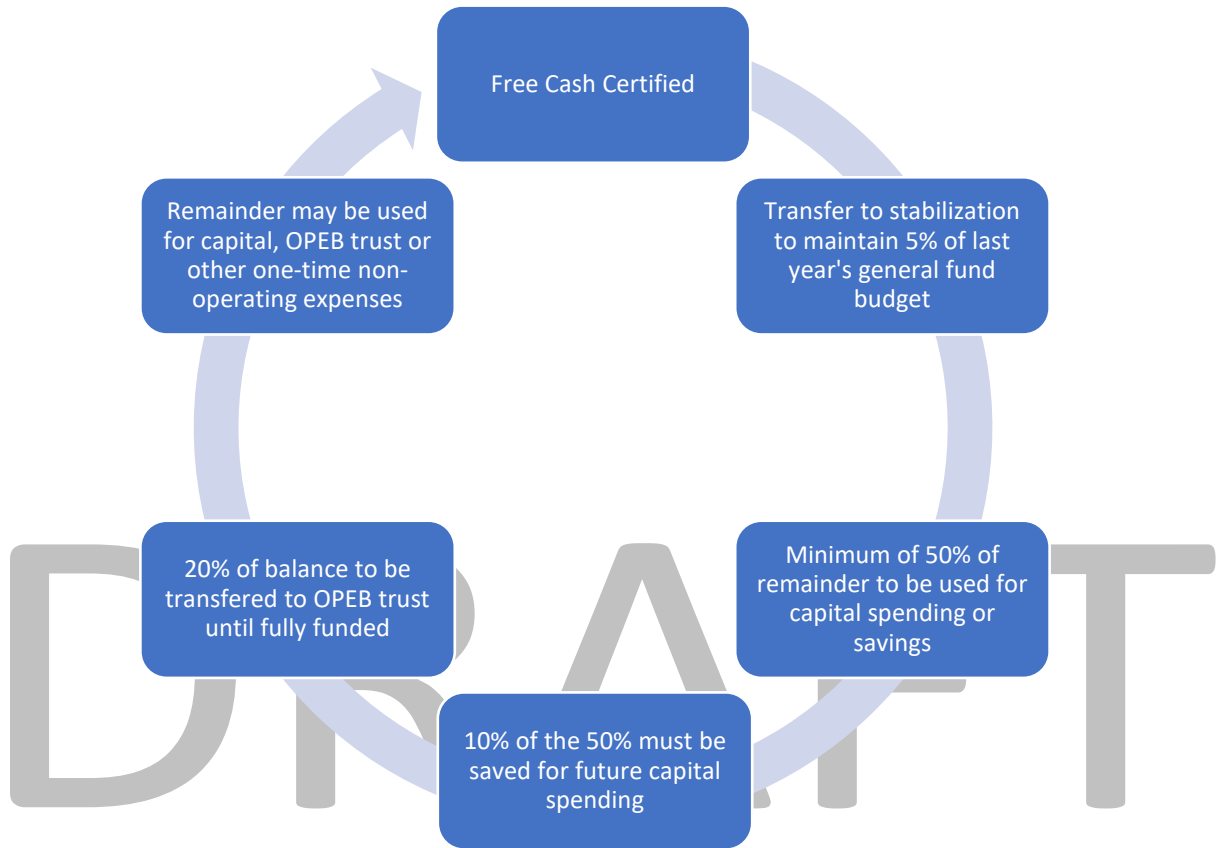 Free Cash Certified
Transfer to stabilization
to maintain 5% of last
year's general fund
budget
Minimum of 50% of
remainder to be used for
capital spending or
savings
10% of the 50% must be
saved for future capital
spending
20% of balance to be
transfered to OPEB trust
until fully funded
Remainder may be used
for capital, OPEB trust or
other one-time non-
operating expenses
DRAFT